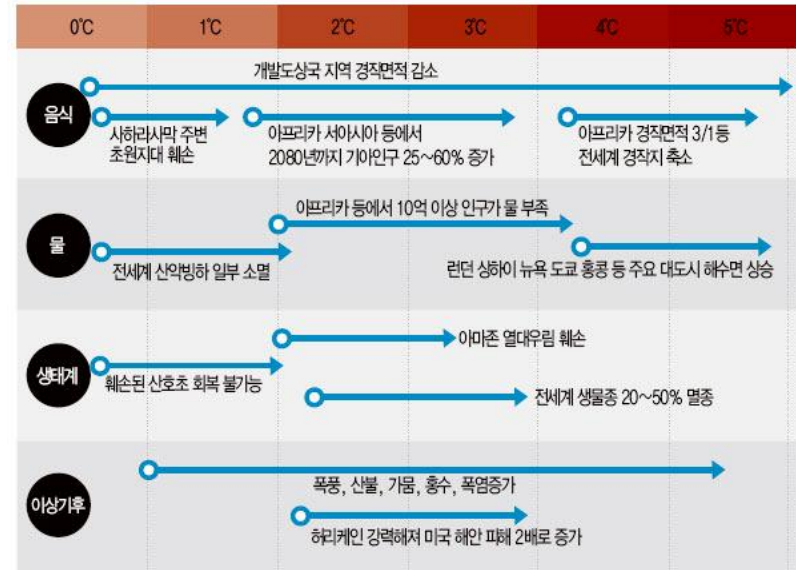 0℃ 1℃ 2℃ 3℃ 4℃ 5℃
음식
개발도상국 지역 경작면적 감소
사하라사막 주변
초원지대 훼손
아프리카 서아시아 등에서
2080년까지 기아인구 25~60% 증가
아프리카 경작면적 3/1등
전세계 경작지 축소
물
아프리카 등에서 10억 이상 인구가 물 부족
전세계 산악빙하 일부 소멸
런던 상하이 뉴욕 도쿄 홍콩 등 주요 대도시 해수면 상승
생태계
아마존 열대우림 훼손
훼손된 산호초 회복 불가능
전세계 생물종 20~50% 멸종
이상기후
폭풍, 산불, 가뭄, 홍수, 폭염증가
허리케인 강력해져 미국 해안 피해 2배로 증가